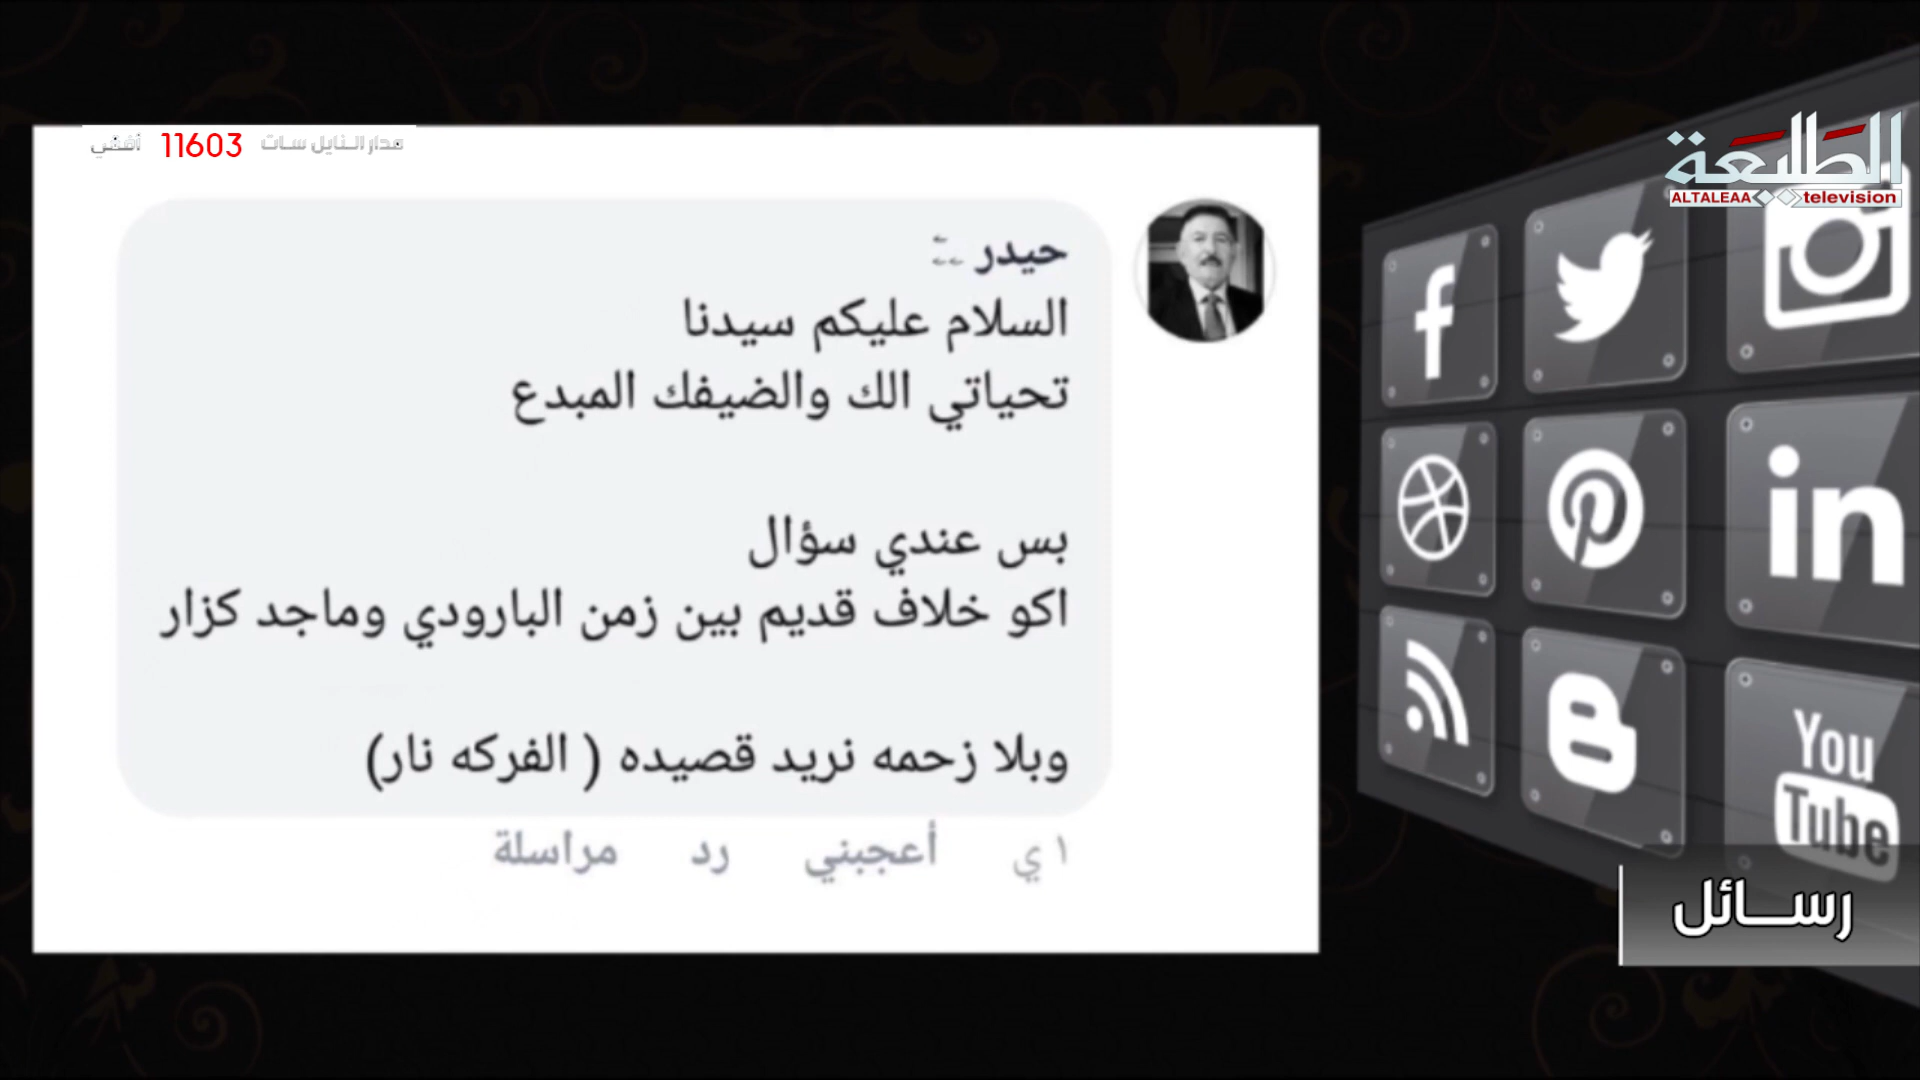 مدار النايل سات 11603 أفقي
الطليعة
ALTALEAA television
حيدر
السلام عليكم سيدنا
تحياتي الك والضيفك المبدع
بس عندي سؤال
اكو خلاف قديم بين زمن البارودي وماجد كزار
وبلا زحمه نريد قصيده ( الفركه نار)
١ ي أعجبني رد مراسلة
f
in
You
Tube
رسائل